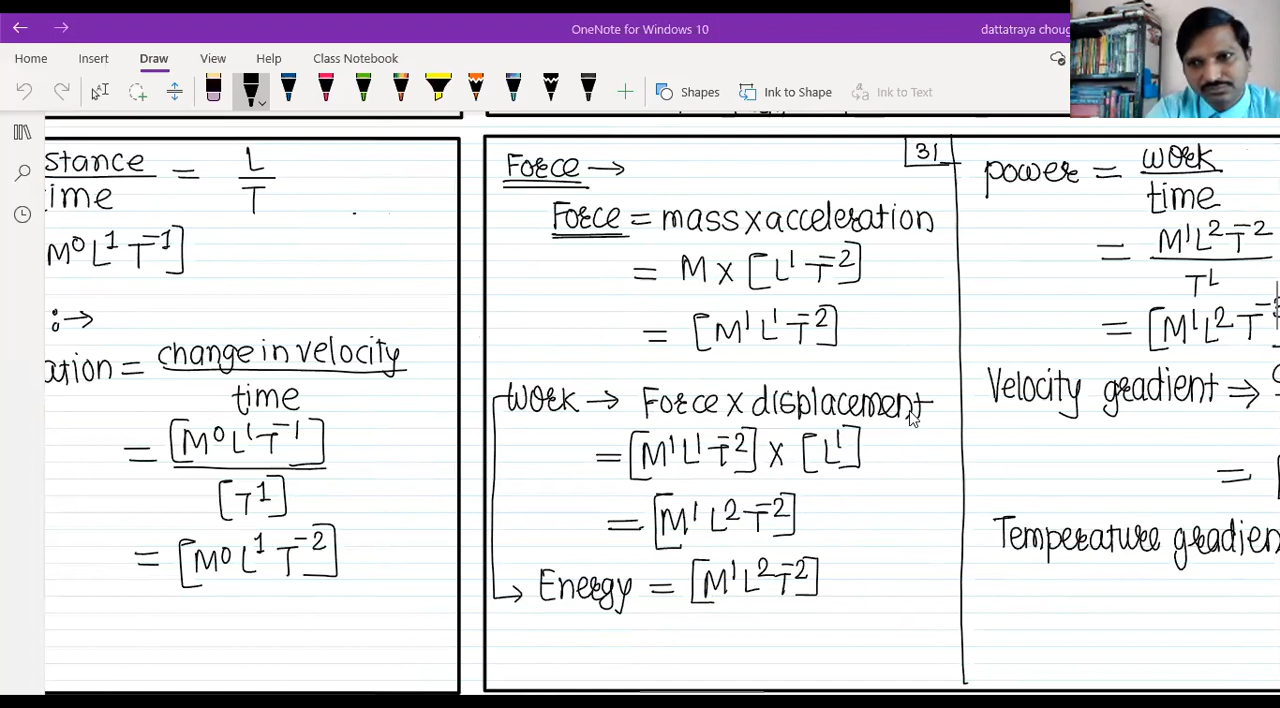 OneNote for Windows 10
dattatraya choug
Home Insert Draw View Help Class Notebook
Shapes Ink to Shape Ink to Text
stance/ime = L/T
M⁰L¹T⁻¹]
:→
ation = change in velocity/time
= [M⁰L¹T⁻¹]/[T¹]
= [M⁰L¹T⁻²]
31
Force →
Force = mass x acceleration
= M x [L¹T⁻²]
= [M¹L¹T⁻²]
Work → Force x displacement
= [M¹L¹T⁻²] x [L¹]
= [M¹L²T⁻²]
→ Energy = [M¹L²T⁻²]
power = work/time
= M¹L²T⁻²/T¹
= [M¹L²T⁻
Velocity gradient ⇒
= [
Temperature gradien